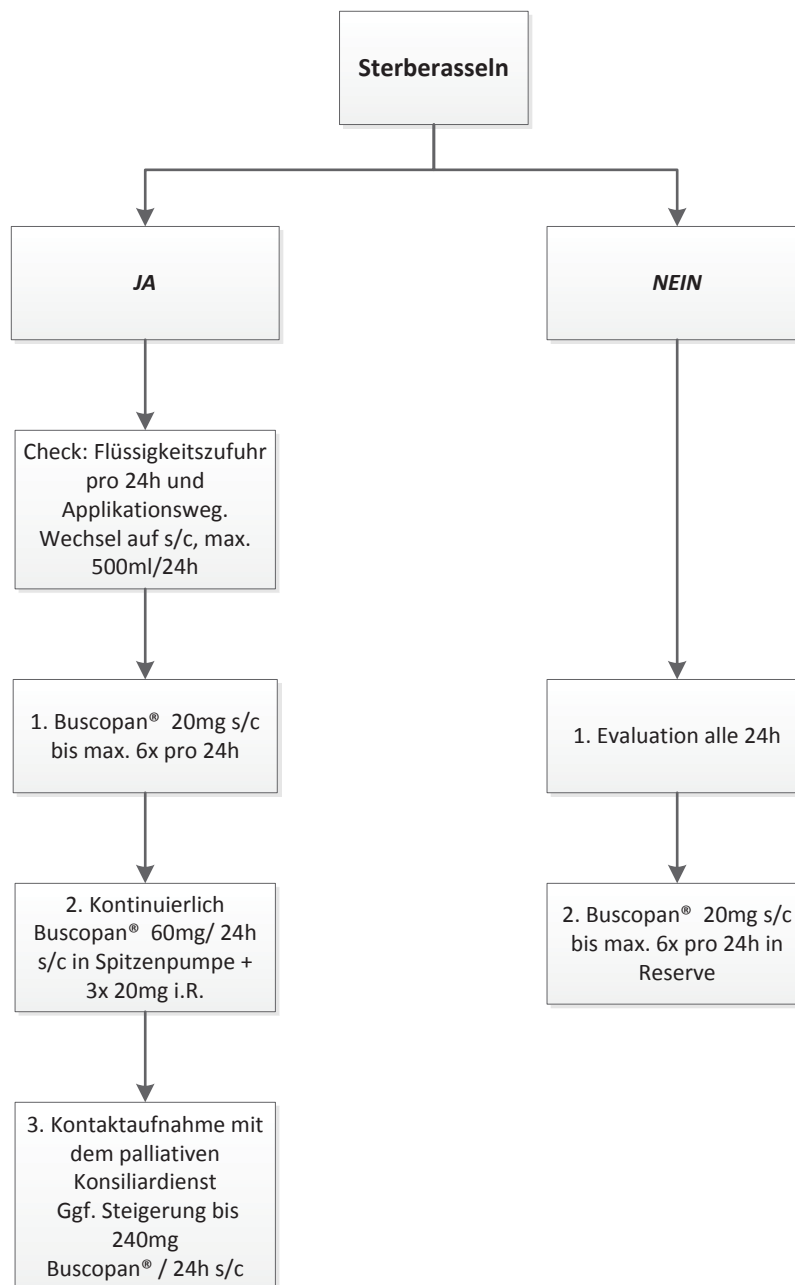 Sterberasseln
JA
NEIN
Check: Flüssigkeitszufuhr
pro 24h und
Applikationsweg.
Wechsel auf s/c, max.
500ml/24h
1. Buscopan® 20mg s/c
bis max. 6x pro 24h
2. Kontinuierlich
Buscopan® 60mg/ 24h
s/c in Spitzenpumpe +
3x 20mg i.R.
3. Kontaktaufnahme mit
dem palliativen
Konsiliardienst
Ggf. Steigerung bis
240mg
Buscopan® / 24h s/c
1. Evaluation alle 24h
2. Buscopan® 20mg s/c
bis max. 6x pro 24h in
Reserve